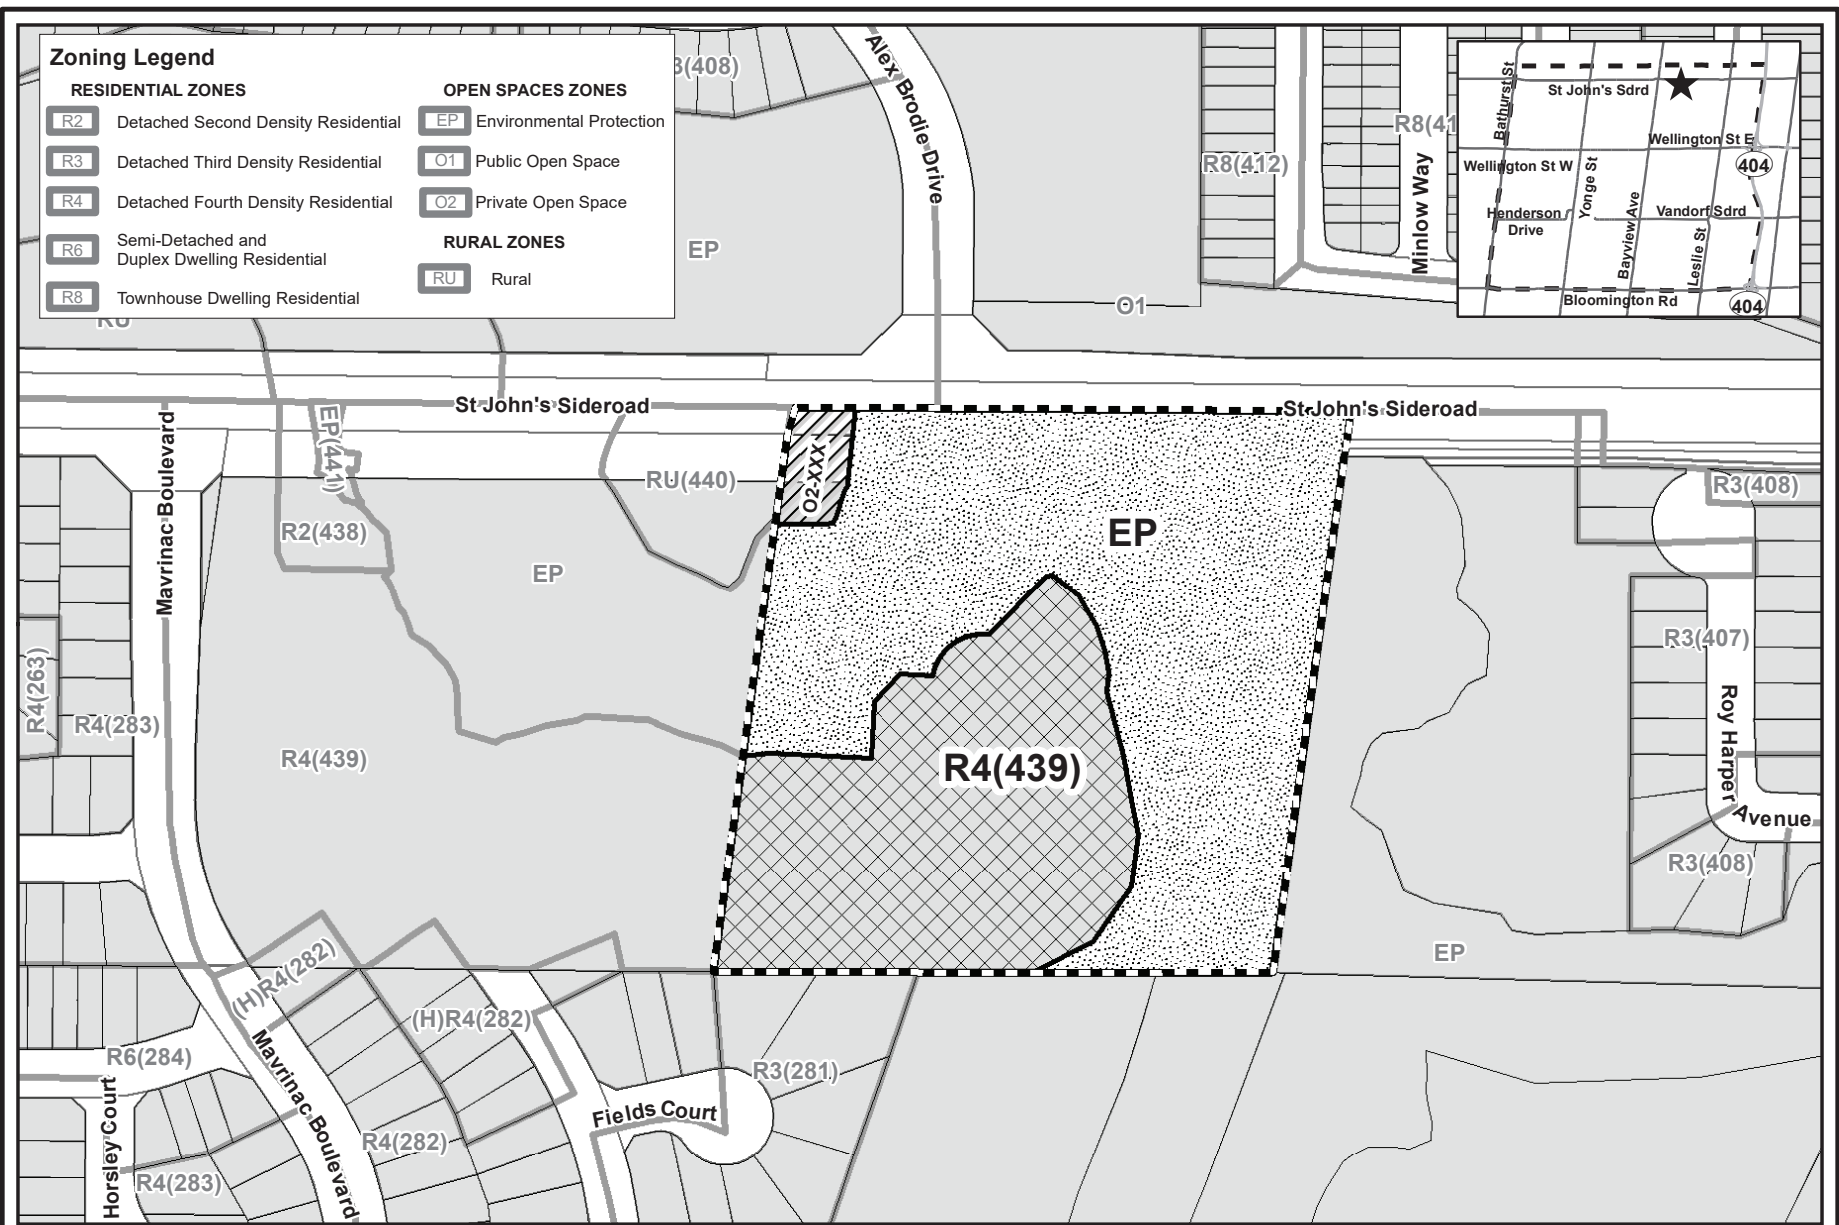 Zoning Legend
RESIDENTIAL ZONES
R2 Detached Second Density Residential
R3 Detached Third Density Residential
R4 Detached Fourth Density Residential
R6 Semi-Detached and
Duplex Dwelling Residential
R8 Townhouse Dwelling Residential
OPEN SPACES ZONES
EP Environmental Protection
O1 Public Open Space
O2 Private Open Space
RURAL ZONES
RU Rural
3(408)
Alex Brodie Drive
R8(412)
R8(41
Minlow Way
Bathurst St
St John's Sdrd
Wellington St E
404
Wellington St W
Yonge St
Henderson
Drive
Bayview Ave
Vandorf Sdrd
Leslie St
Bloomington Rd
404
EP
O1
RU
St John's Sideroad
St John's Sideroad
Mavrinac Boulevard
EP(441)
RU(440)
O2-XXX
R2(438)
EP
EP
R3(408)
R3(407)
Roy Harper
Avenue
R3(408)
R4(263)
R4(283)
R4(439)
R4(439)
EP
(H)R4(282)
(H)R4(282)
R6(284)
Mavrinac Boulevard
R3(281)
Fields Court
Horsley Court
R4(282)
R4(283)